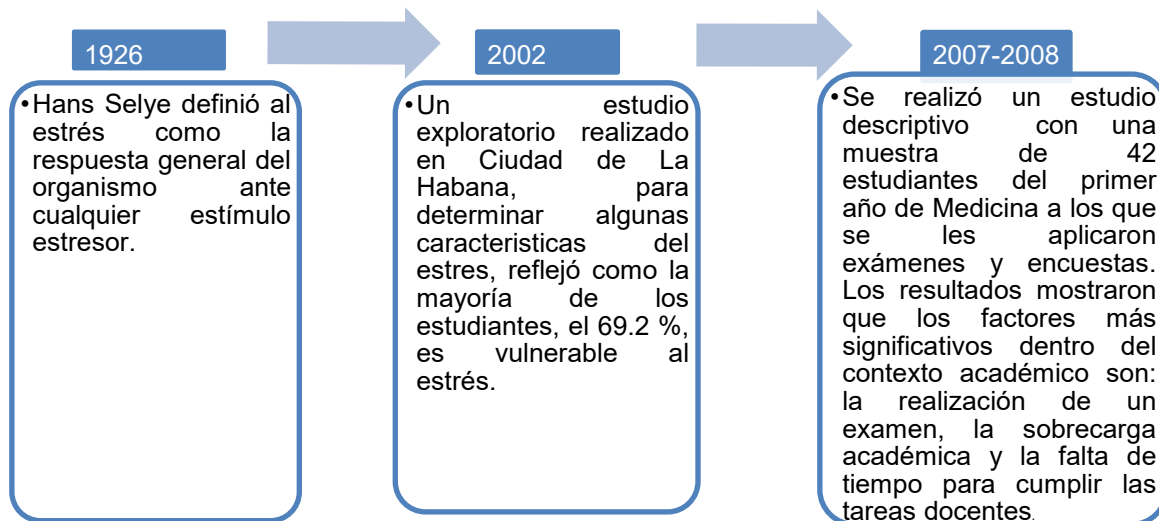 1926
•Hans Selye definió al
estrés como la
respuesta general del
organismo ante
cualquier estímulo
estresor.
2002
•Un estudio
exploratorio realizado
en Ciudad de La
Habana, para
determinar algunas
caracteristicas del
estres, reflejó como la
mayoría de los
estudiantes, el 69.2 %,
es vulnerable al
estrés.
2007-2008
•Se realizó un estudio
descriptivo con una
muestra de 42
estudiantes del primer
año de Medicina a los que
se les aplicaron
exámenes y encuestas.
Los resultados mostraron
que los factores más
significativos dentro del
contexto académico son:
la realización de un
examen, la sobrecarga
académica y la falta de
tiempo para cumplir las
tareas docentes.